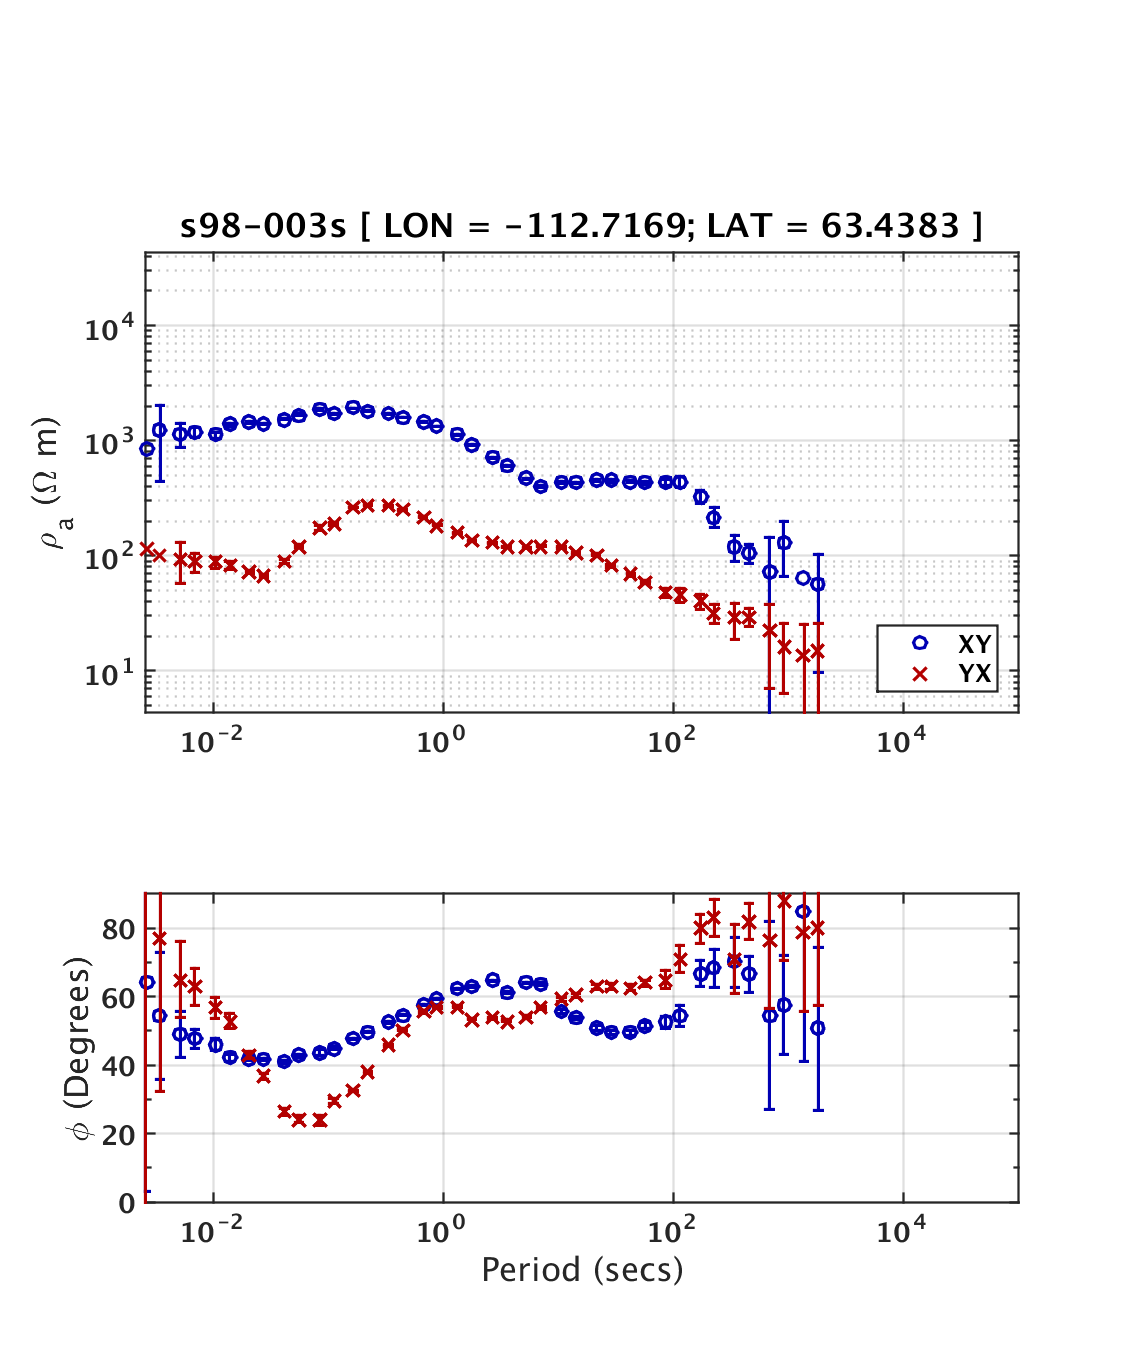 s98-003s [ LON = -112.7169; LAT = 63.4383 ]
10^4
10^3
10^2
10^1
ρ_a (Ω m)
XY
YX
10^-2 10^0 10^2 10^4
80
60
40
20
0
ϕ (Degrees)
10^-2 10^0 10^2 10^4
Period (secs)